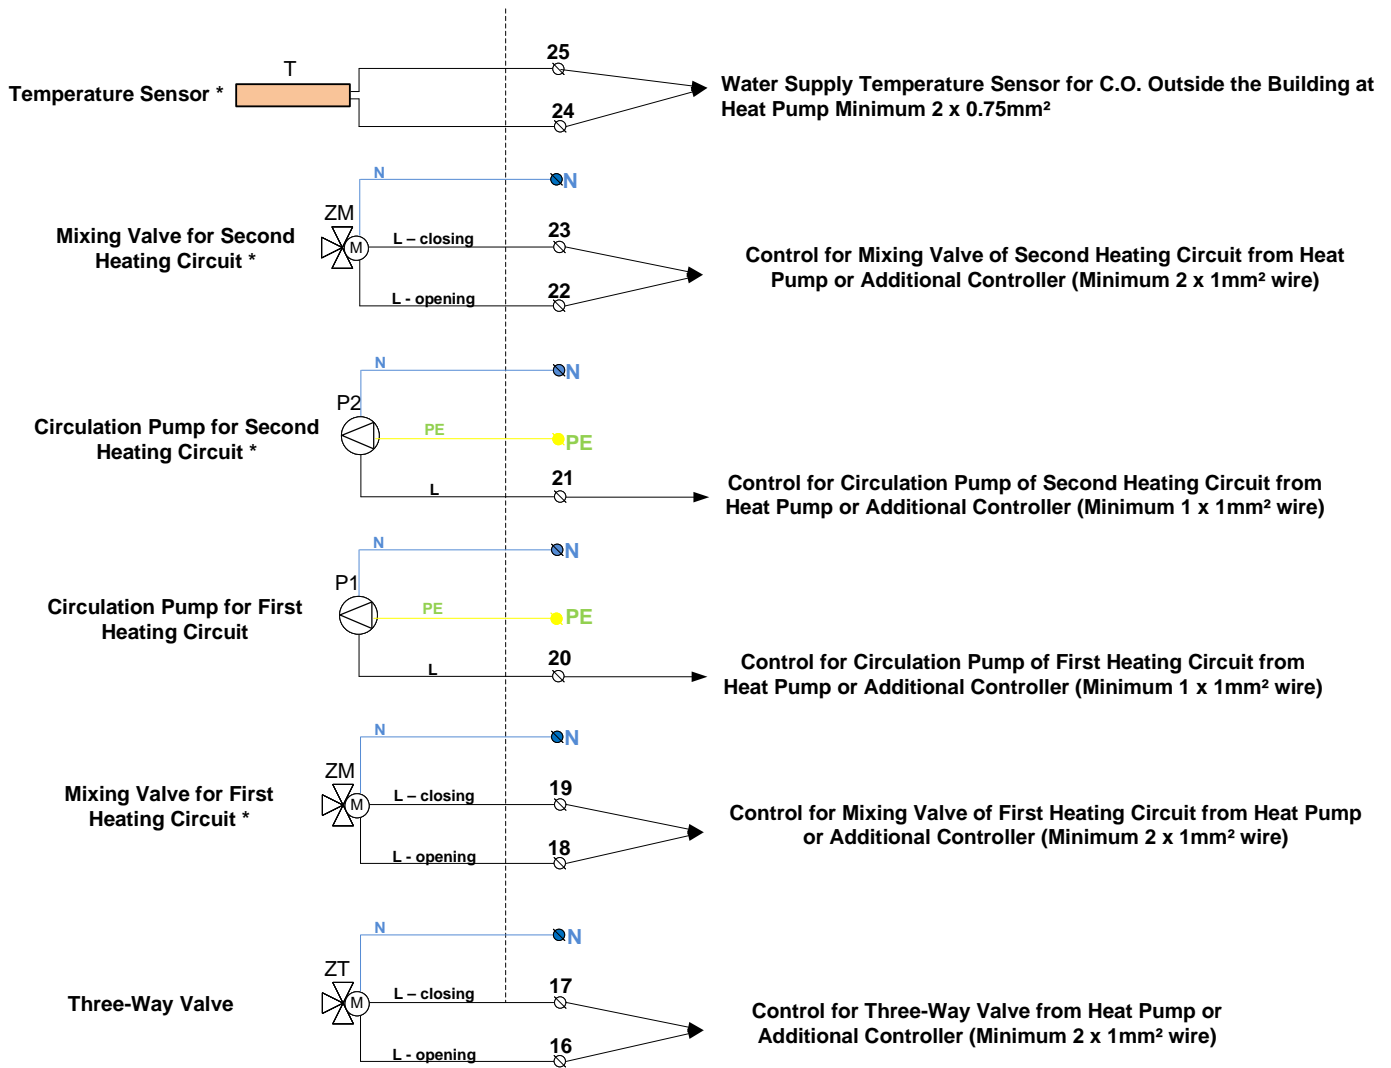 T
25
Temperature Sensor *
Water Supply Temperature Sensor for C.O. Outside the Building at
Heat Pump Minimum 2 x 0.75mm²
24
N
N
ZM
Mixing Valve for Second
Heating Circuit *
M
L – closing
23
Control for Mixing Valve of Second Heating Circuit from Heat
Pump or Additional Controller (Minimum 2 x 1mm² wire)
L - opening
22
N
N
P2
Circulation Pump for Second
Heating Circuit *
PE
PE
L
21
Control for Circulation Pump of Second Heating Circuit from
Heat Pump or Additional Controller (Minimum 1 x 1mm² wire)
N
N
P1
Circulation Pump for First
Heating Circuit
PE
PE
L
20
Control for Circulation Pump of First Heating Circuit from
Heat Pump or Additional Controller (Minimum 1 x 1mm² wire)
N
N
ZM
Mixing Valve for First
Heating Circuit *
M
L – closing
19
Control for Mixing Valve of First Heating Circuit from Heat Pump
or Additional Controller (Minimum 2 x 1mm² wire)
L - opening
18
N
N
ZT
Three-Way Valve
M
L – closing
17
Control for Three-Way Valve from Heat Pump or
Additional Controller (Minimum 2 x 1mm² wire)
L - opening
16